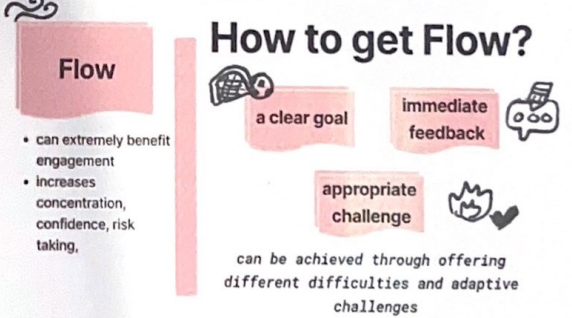 Flow
• can extremely benefit
engagement
• increases
concentration,
confidence, risk
taking,
How to get Flow?
a clear goal
immediate
feedback
appropriate
challenge
can be achieved through offering
different difficulties and adaptive
challenges